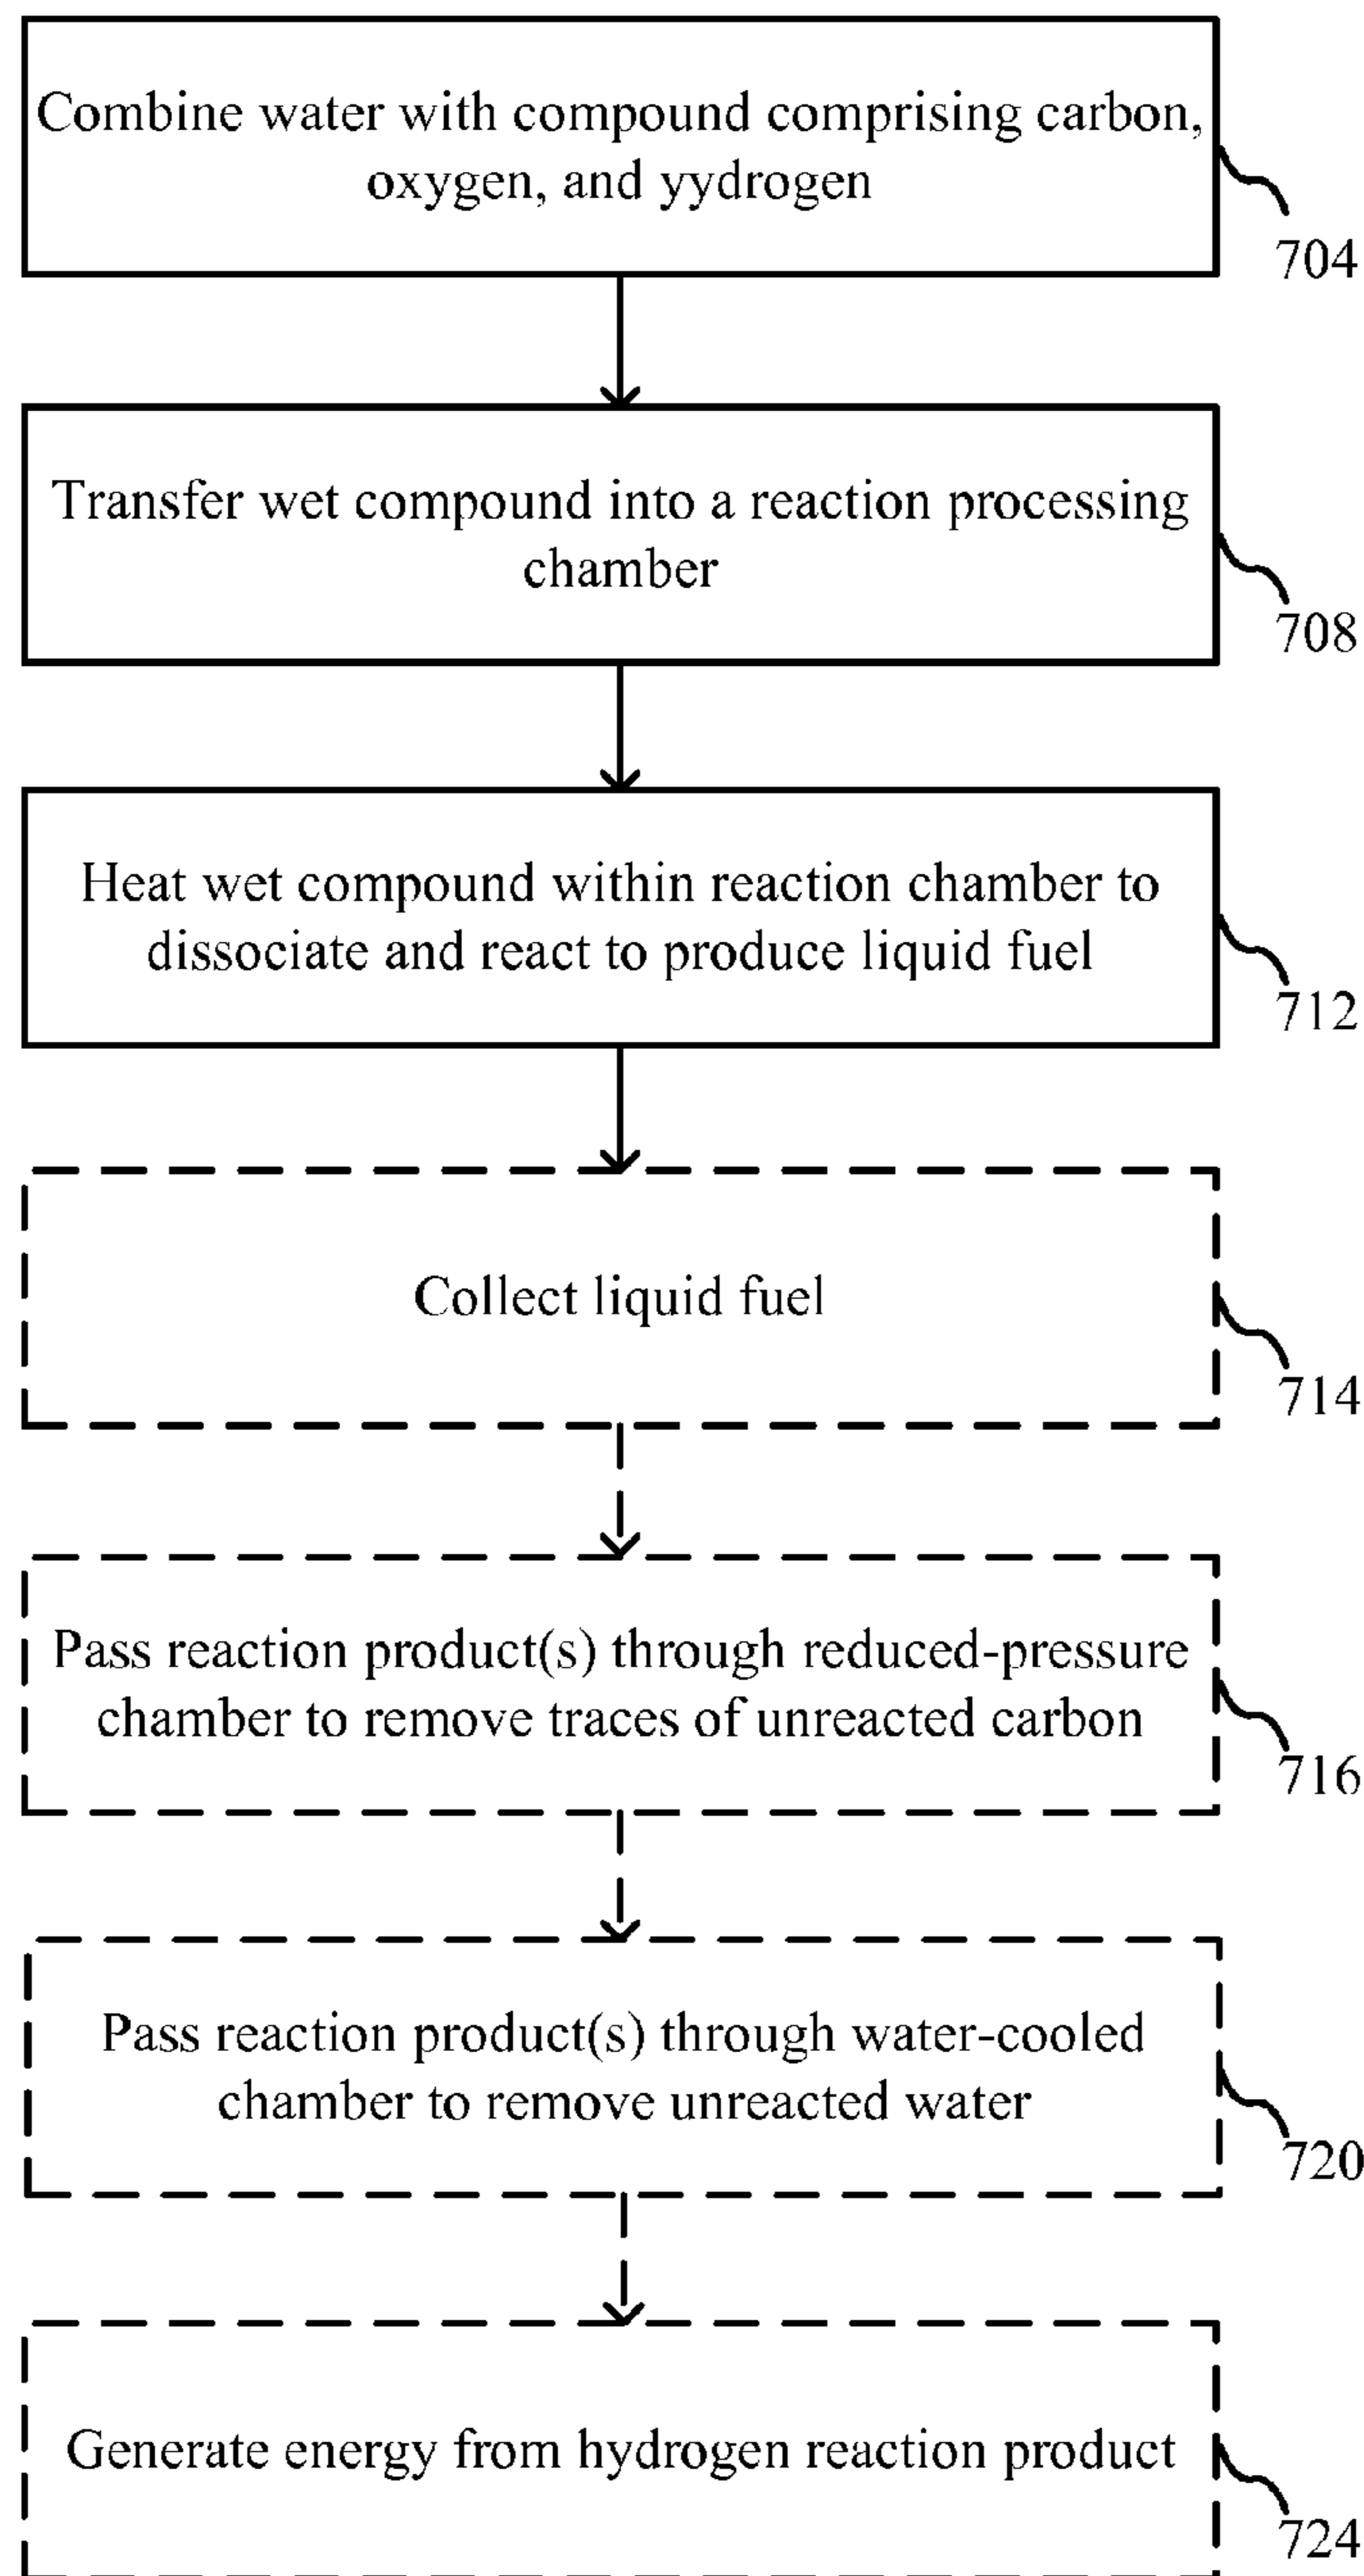 Combine water with compound comprising carbon,
oxygen, and yydrogen
704
Transfer wet compound into a reaction processing
chamber
708
Heat wet compound within reaction chamber to
dissociate and react to produce liquid fuel
712
Collect liquid fuel
714
Pass reaction product(s) through reduced-pressure
chamber to remove traces of unreacted carbon
716
Pass reaction product(s) through water-cooled
chamber to remove unreacted water
720
Generate energy from hydrogen reaction product
724